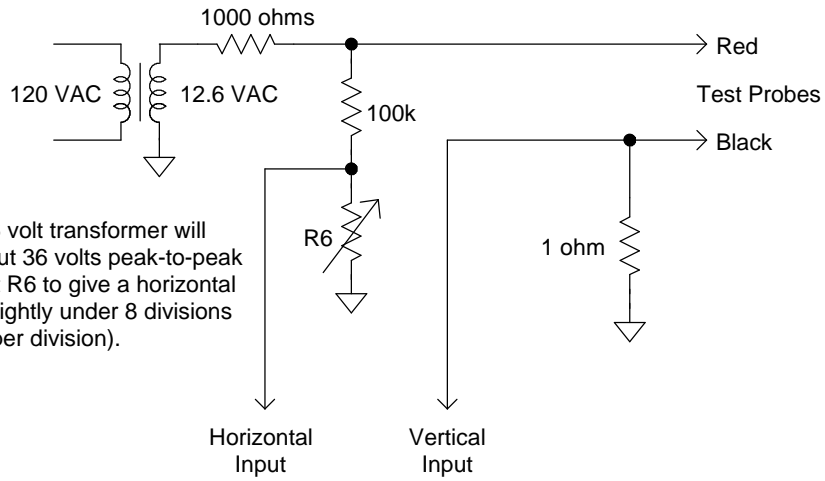 1000 ohms
Red
120 VAC
12.6 VAC
100k
Test Probes
Black
volt transformer will
ut 36 volts peak-to-peak
R6 to give a horizontal
ightly under 8 divisions
per division).
R6
1 ohm
Horizontal
Input
Vertical
Input